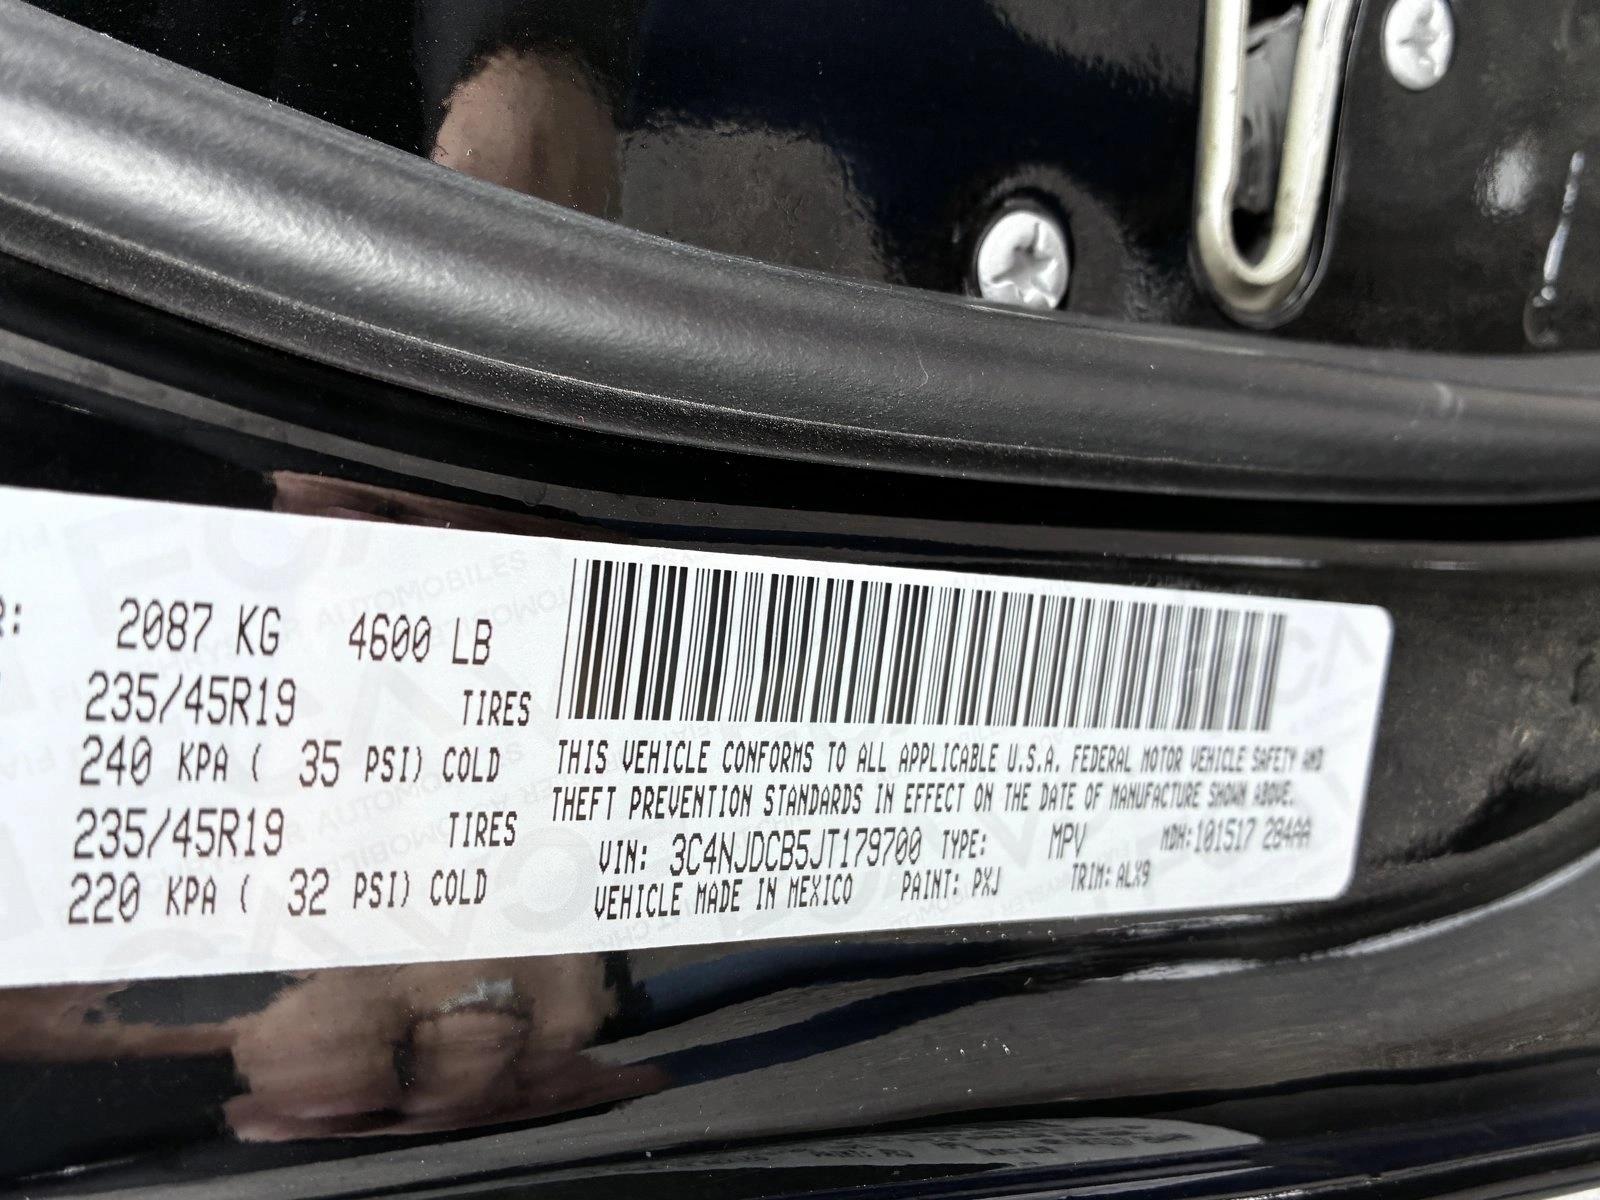 R: 2087 KG 4600 LB
235/45R19 TIRES
240 KPA ( 35 PSI) COLD
235/45R19 TIRES
220 KPA ( 32 PSI) COLD
THIS VEHICLE CONFORMS TO ALL APPLICABLE U.S.A. FEDERAL MOTOR VEHICLE SAFETY AND
THEFT PREVENTION STANDARDS IN EFFECT ON THE DATE OF MANUFACTURE SHOWN ABOVE.
VIN: 3C4NJDCB5JT179700 TYPE: MPV MDH:101517 284AA
VEHICLE MADE IN MEXICO PAINT: PXJ TRIM: ALX9